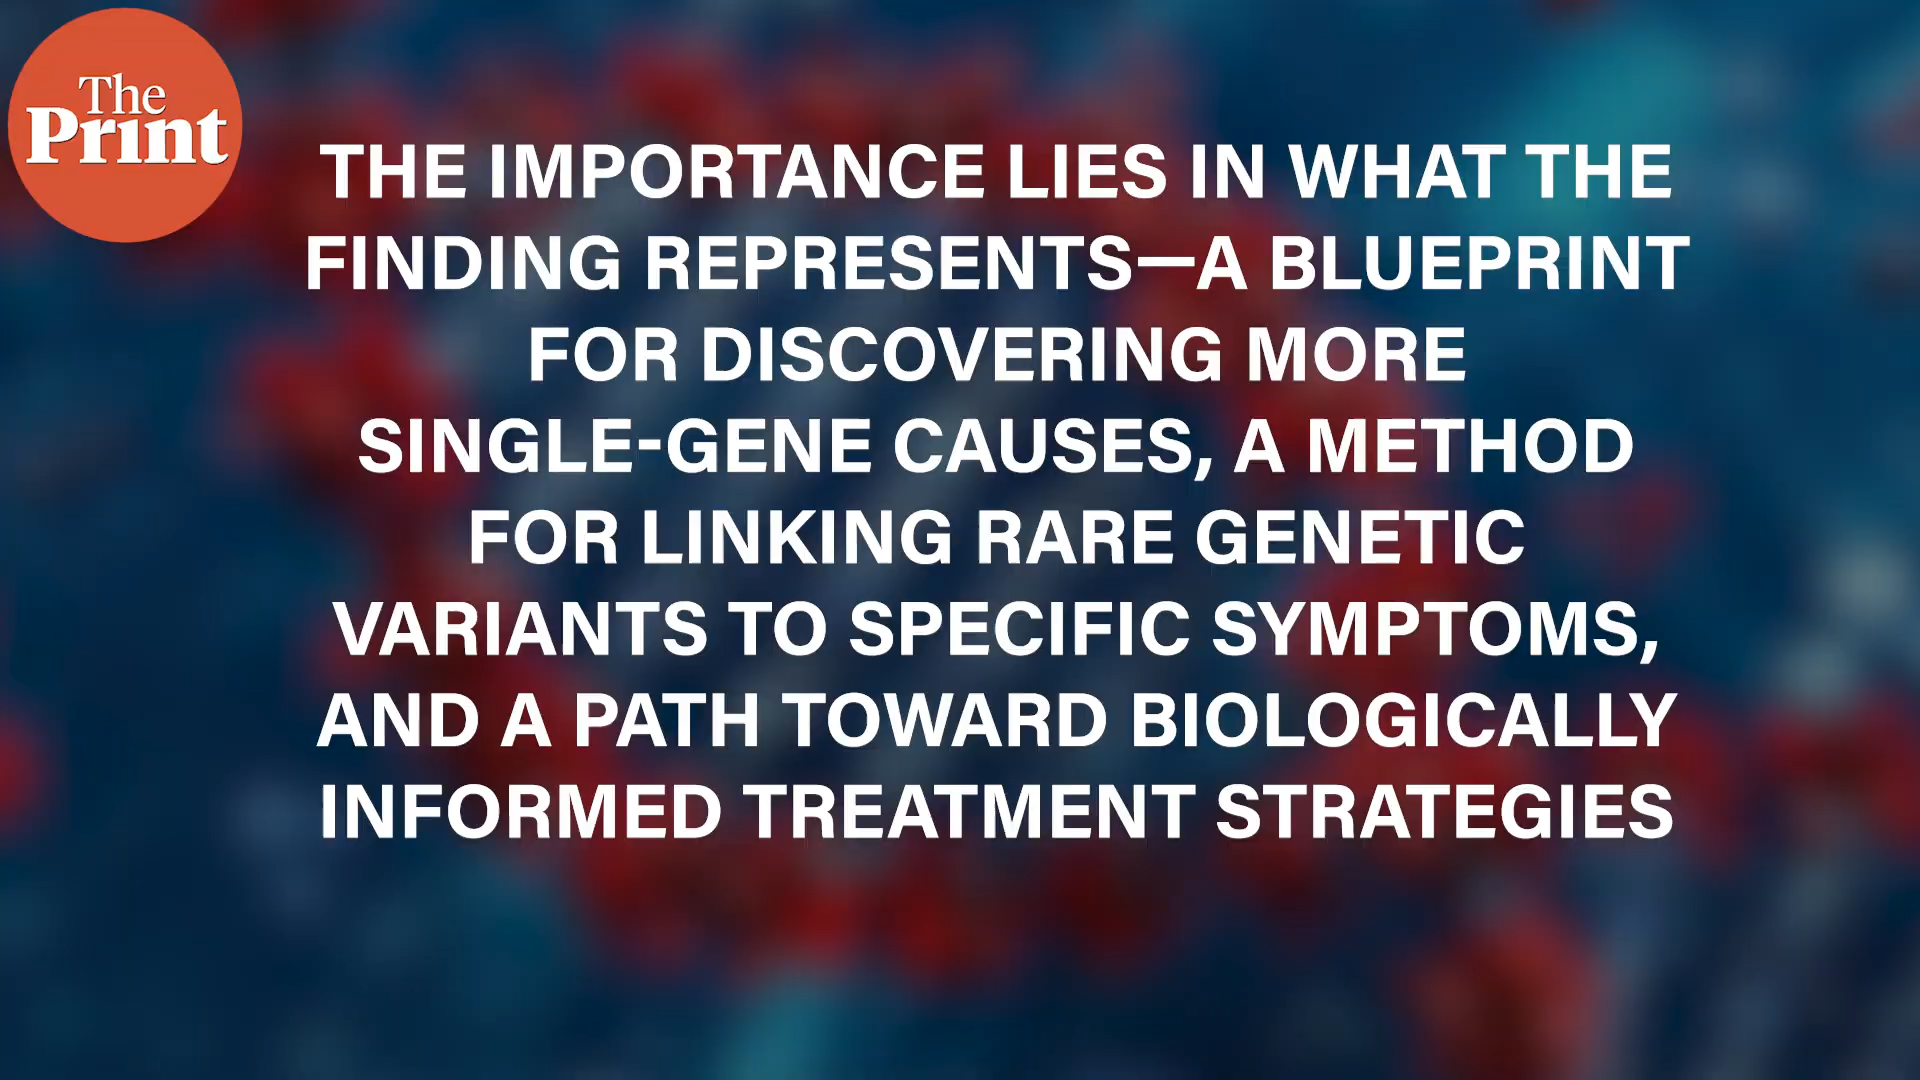 The
Print
THE IMPORTANCE LIES IN WHAT THE
FINDING REPRESENTS—A BLUEPRINT
FOR DISCOVERING MORE
SINGLE-GENE CAUSES, A METHOD
FOR LINKING RARE GENETIC
VARIANTS TO SPECIFIC SYMPTOMS,
AND A PATH TOWARD BIOLOGICALLY
INFORMED TREATMENT STRATEGIES